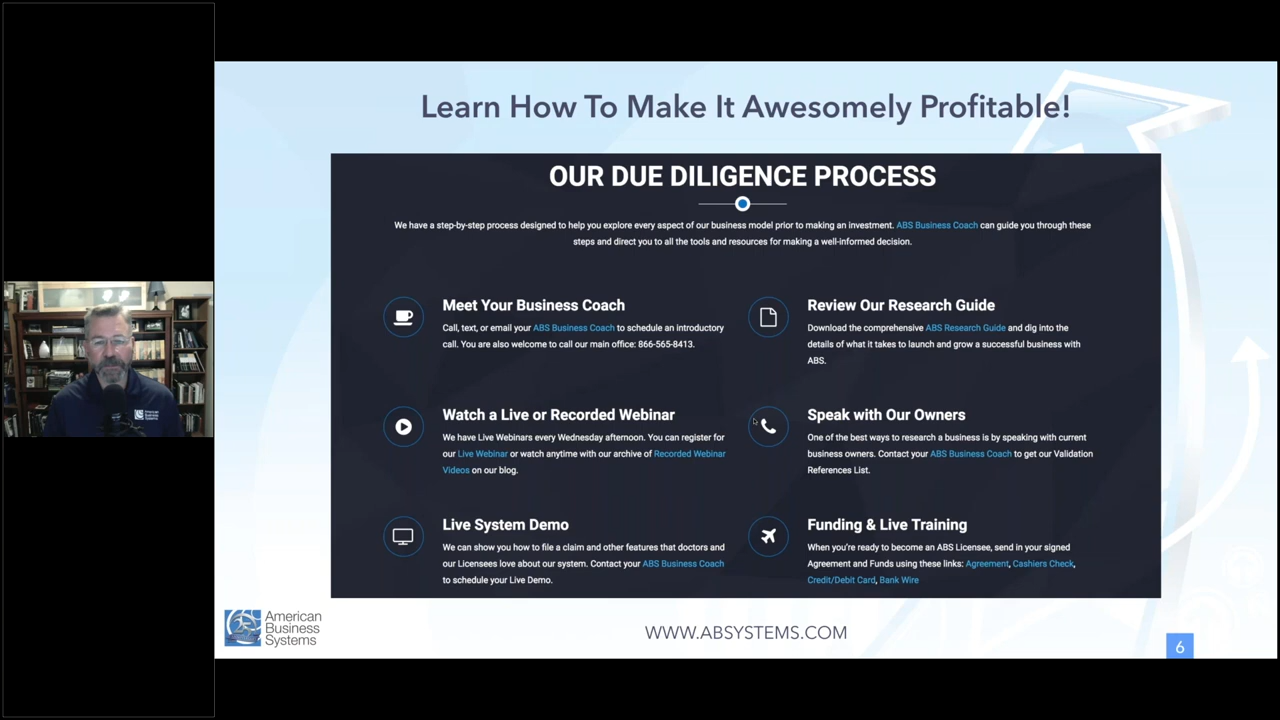 Learn How To Make It Awesomely Profitable!
OUR DUE DILIGENCE PROCESS
We have a step-by-step process designed to help you explore every aspect of our business model prior to making an investment. ABS Business Coach can guide you through these
steps and direct you to all the tools and resources for making a well-informed decision.
Meet Your Business Coach
Call, text, or email your ABS Business Coach to schedule an introductory
call. You are also welcome to call our main office: 866-565-8413.
Review Our Research Guide
Download the comprehensive ABS Research Guide and dig into the
details of what it takes to launch and grow a successful business with
ABS.
Watch a Live or Recorded Webinar
We have Live Webinars every Wednesday afternoon. You can register for
our Live Webinar or watch anytime with our archive of Recorded Webinar
Videos on our blog.
Speak with Our Owners
One of the best ways to research a business is by speaking with current
business owners. Contact your ABS Business Coach to get our Validation
References List.
Live System Demo
We can show you how to file a claim and other features that doctors and
our Licensees love about our system. Contact your ABS Business Coach
to schedule your Live Demo.
Funding & Live Training
When you're ready to become an ABS Licensee, send in your signed
Agreement and Funds using these links: Agreement, Cashiers Check,
Credit/Debit Card, Bank Wire
American
Business
Systems
WWW.ABSYSTEMS.COM
6
American
Business
Systems